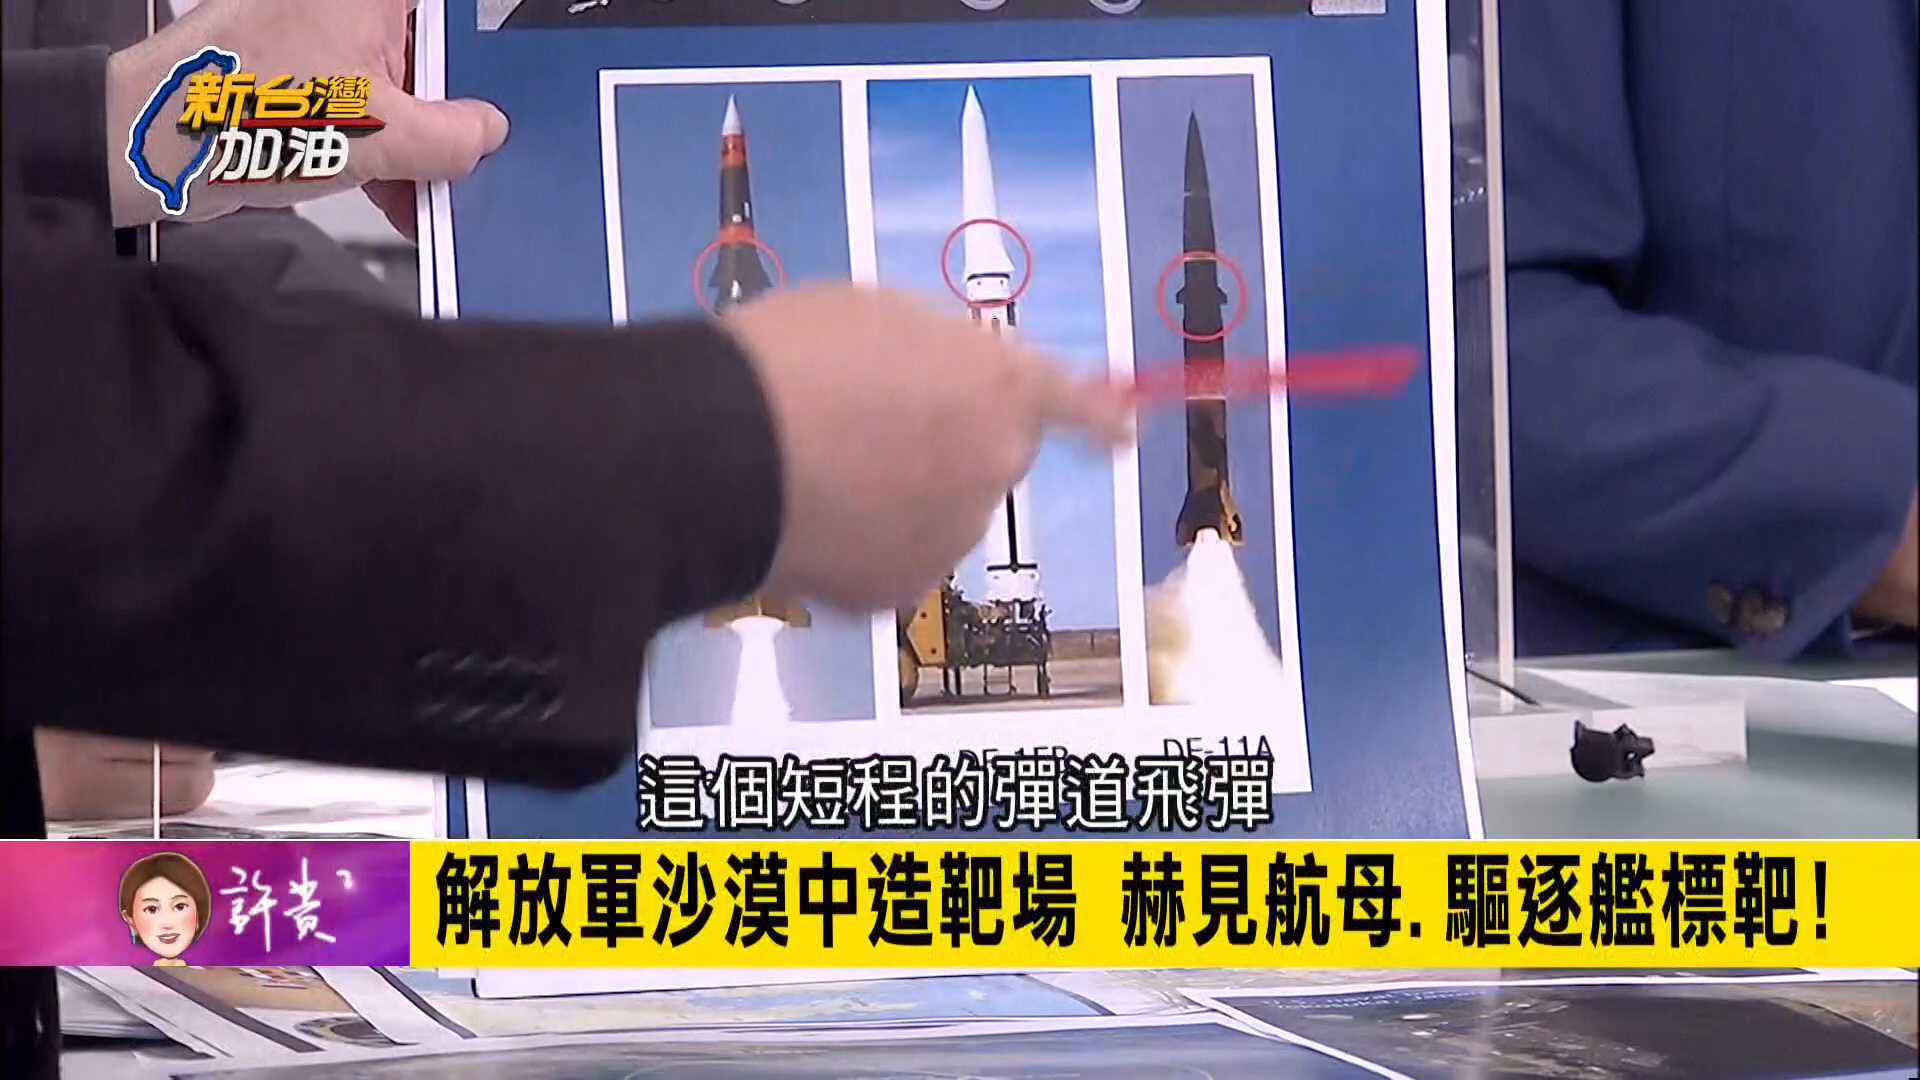 新台灣
加油
DF-11A
這個短程的彈道飛彈
許貴
解放軍沙漠中造靶場 赫見航母.驅逐艦標靶!